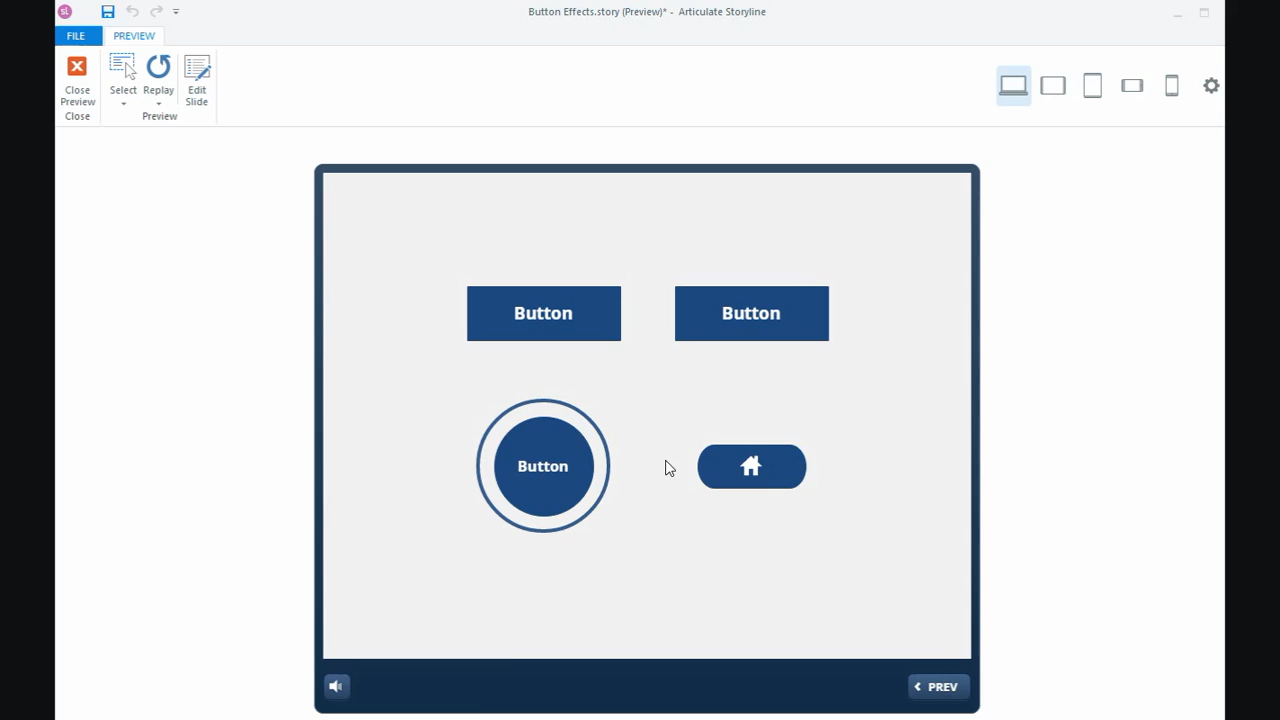 sl
Button Effects.story (Preview)* - Articulate Storyline
FILE
PREVIEW
Close Preview
Select
Replay
Edit Slide
Close
Preview
Button
Button
Button
PREV